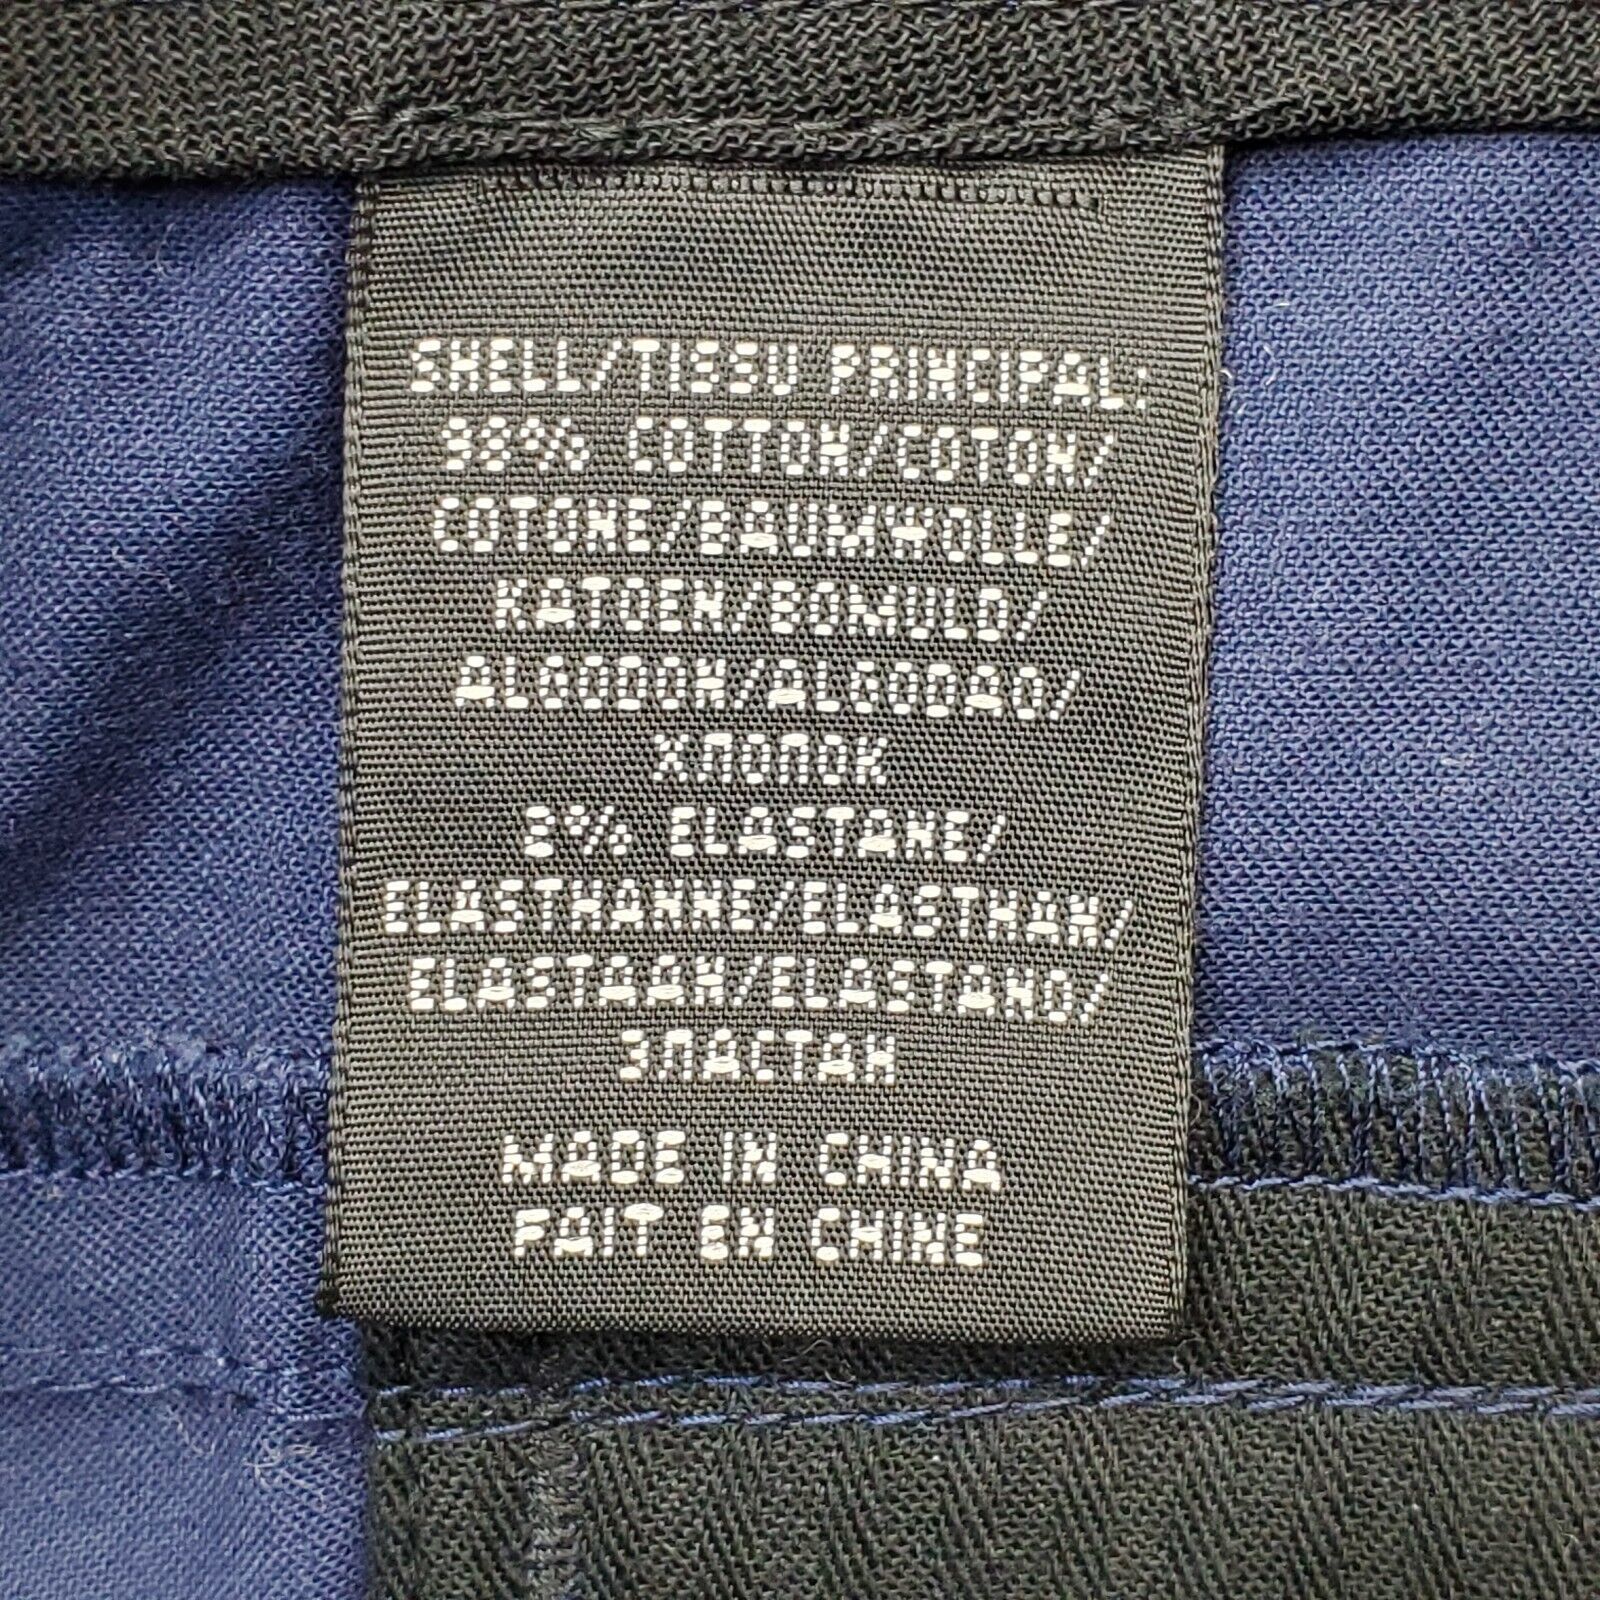 SHELL/TISSU PRINCIPAL:
98% COTTON/COTON/
COTONE/BAUMWOLLE/
KATOEN/BOMULD/
ALGODON/ALGODAO/
ХЛОПОК
2% ELASTANE/
ELASTHANNE/ELASTHAN/
ELASTAAN/ELASTANO/
ЭЛАСТАН
MADE IN CHINA
FAIT EN CHINE